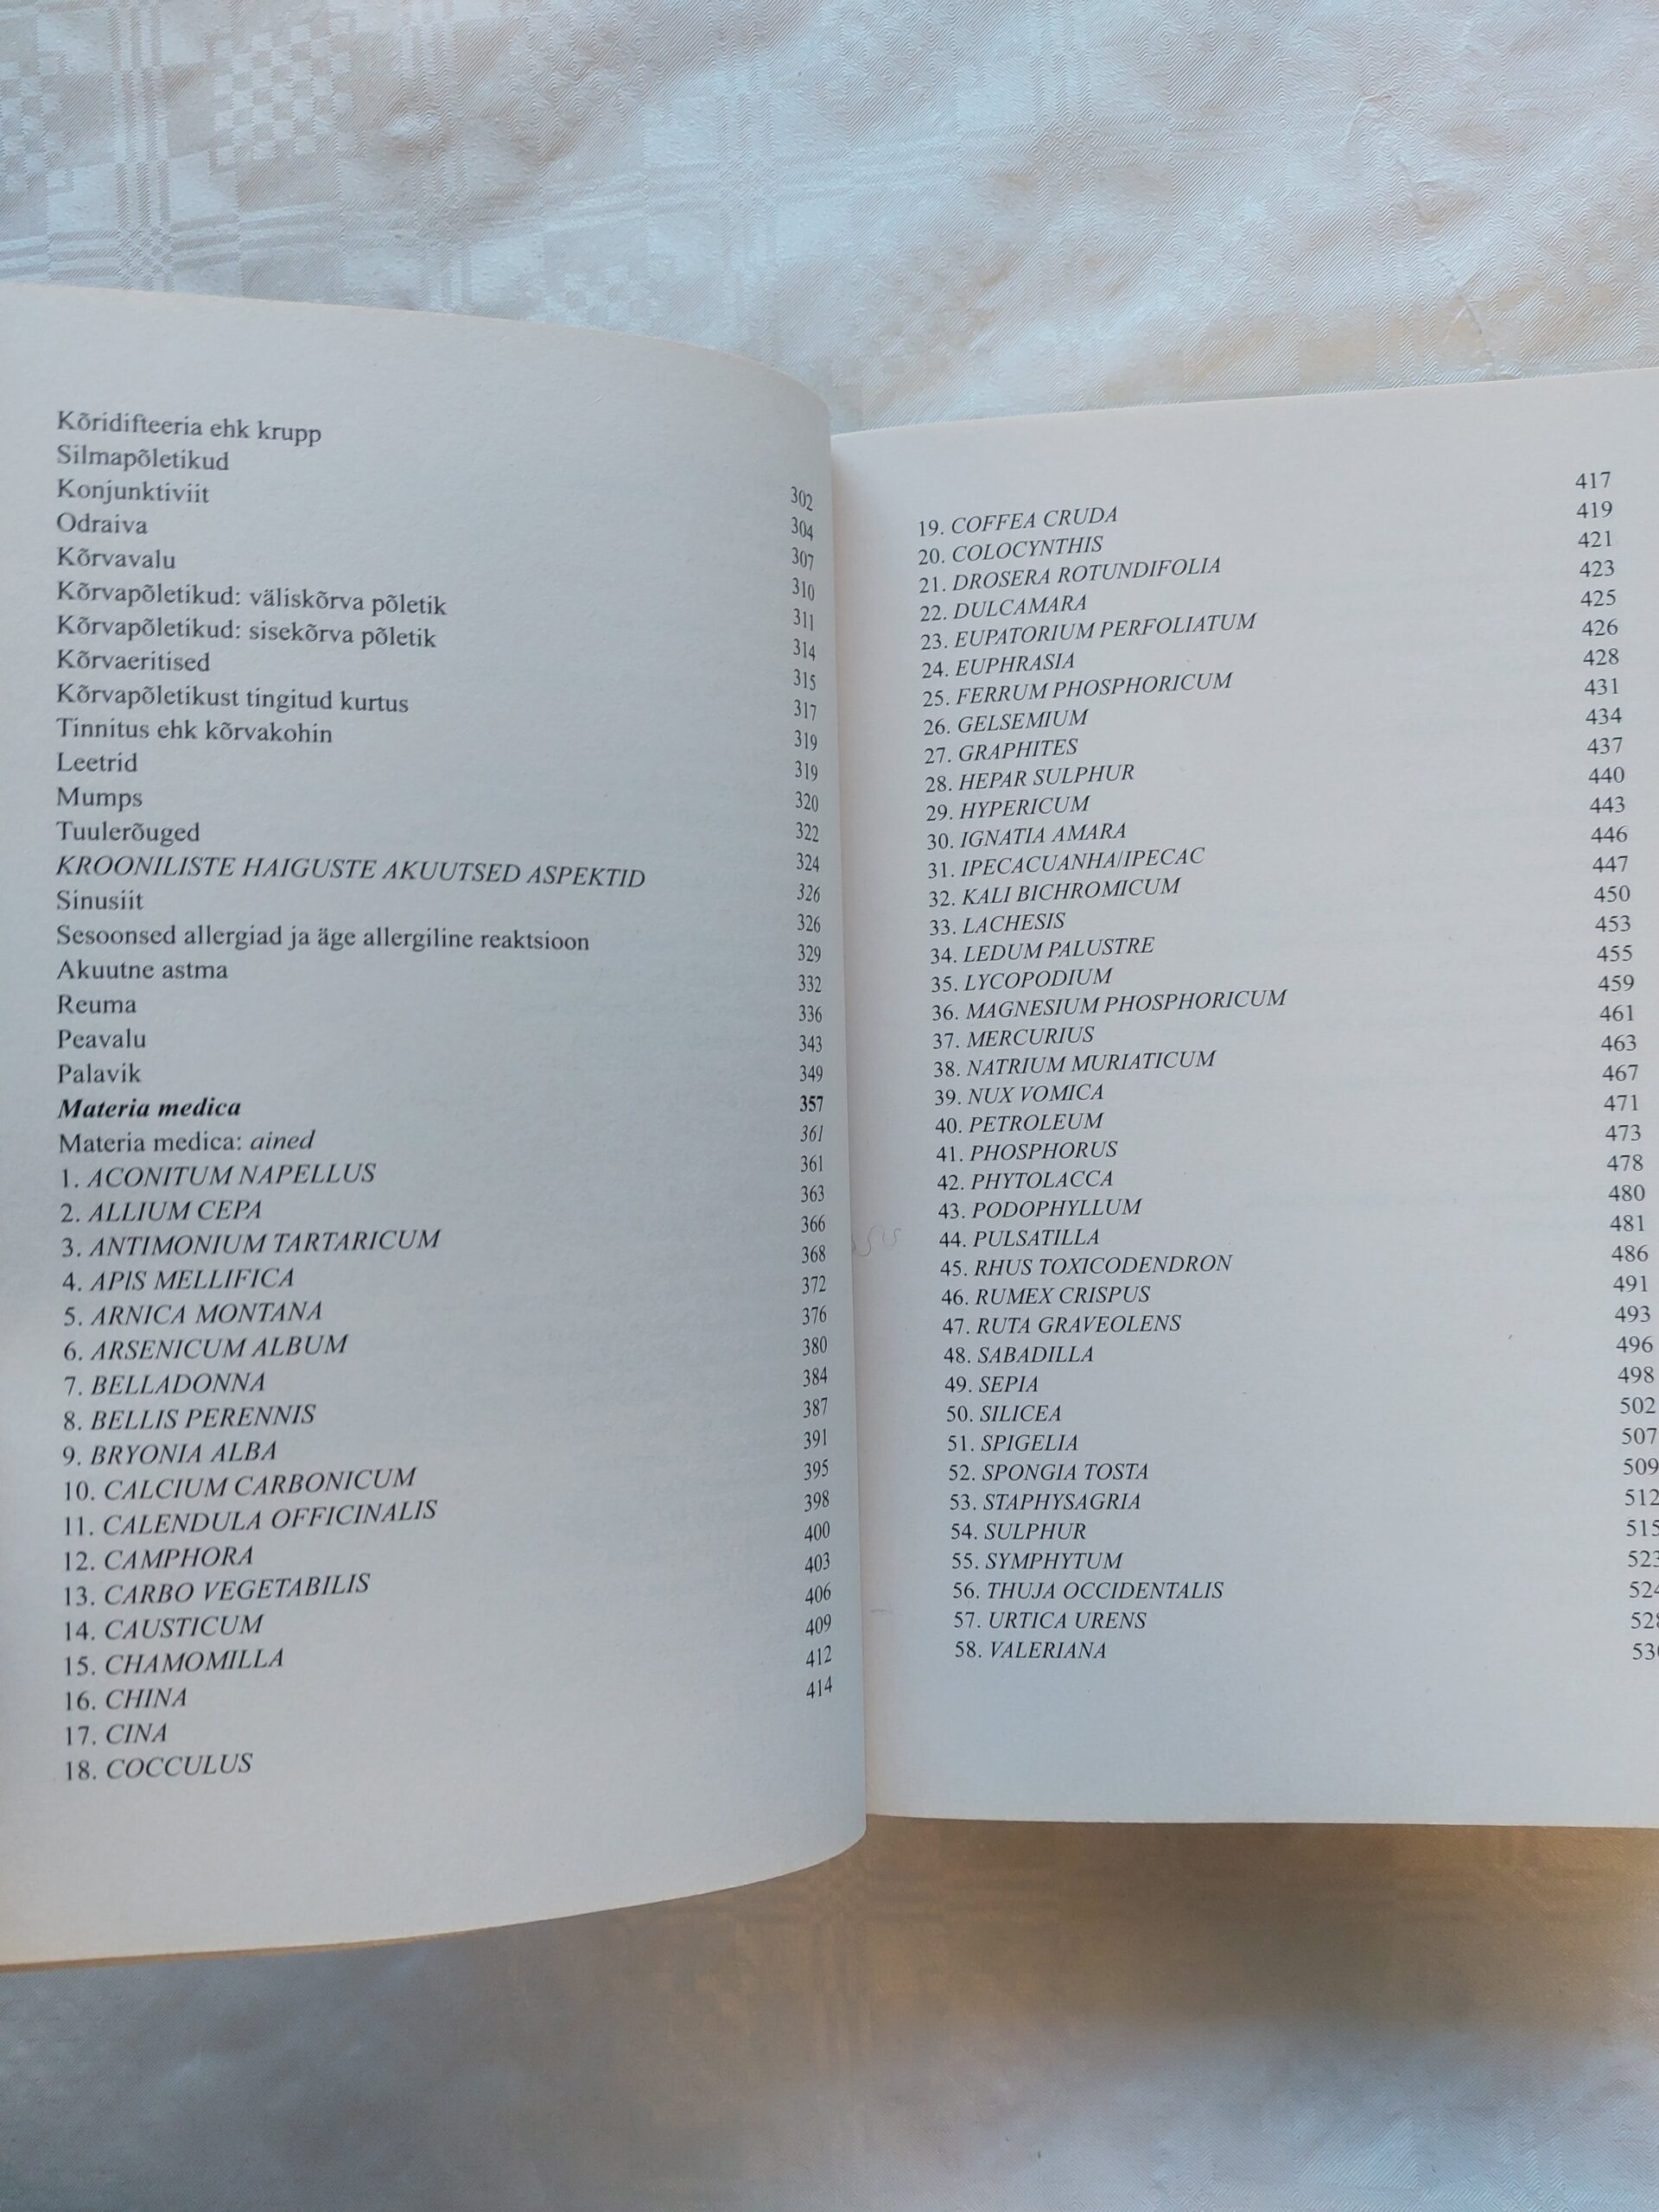 Kõridifteeria ehk krupp 302
Silmapõletikud 304
Konjunktiviit 307
Odraiva 310
Kõrvavalu 311
Kõrvapõletikud: väliskõrva põletik 314
Kõrvapõletikud: sisekõrva põletik 315
Kõrvaeritised 317
Kõrvapõletikust tingitud kurtus 319
Tinnitus ehk kõrvakohin 319
Leetrid 320
Mumps 322
Tuulerõuged 324
KROONILISTE HAIGUSTE AKUUTSED ASPEKTID 326
Sinusiit 326
Sesoonsed allergiad ja äge allergiline reaktsioon 329
Akuutne astma 332
Reuma 336
Peavalu 343
Palavik 349
Materia medica 357
Materia medica: ained 361
1. ACONITUM NAPELLUS 361
2. ALLIUM CEPA 363
3. ANTIMONIUM TARTARICUM 366
4. APIS MELLIFICA 368
5. ARNICA MONTANA 372
6. ARSENICUM ALBUM 376
7. BELLADONNA 380
8. BELLIS PERENNIS 384
9. BRYONIA ALBA 387
10. CALCIUM CARBONICUM 391
11. CALENDULA OFFICINALIS 395
12. CAMPHORA 398
13. CARBO VEGETABILIS 400
14. CAUSTICUM 403
15. CHAMOMILLA 406
16. CHINA 409
17. CINA 412
18. COCCULUS 414
19. COFFEA CRUDA 417
20. COLOCYNTHIS 419
21. DROSERA ROTUNDIFOLIA 421
22. DULCAMARA 423
23. EUPATORIUM PERFOLIATUM 425
24. EUPHRASIA 426
25. FERRUM PHOSPHORICUM 428
26. GELSEMIUM 431
27. GRAPHITES 434
28. HEPAR SULPHUR 437
29. HYPERICUM 440
30. IGNATIA AMARA 443
31. IPECACUANHA/IPECAC 446
32. KALI BICHROMICUM 447
33. LACHESIS 450
34. LEDUM PALUSTRE 453
35. LYCOPODIUM 455
36. MAGNESIUM PHOSPHORICUM 459
37. MERCURIUS 461
38. NATRIUM MURIATICUM 463
39. NUX VOMICA 467
40. PETROLEUM 471
41. PHOSPHORUS 473
42. PHYTOLACCA 478
43. PODOPHYLLUM 480
44. PULSATILLA 481
45. RHUS TOXICODENDRON 486
46. RUMEX CRISPUS 491
47. RUTA GRAVEOLENS 493
48. SABADILLA 496
49. SEPIA 498
50. SILICEA 502
51. SPIGELIA 507
52. SPONGIA TOSTA 509
53. STAPHYSAGRIA 512
54. SULPHUR 515
55. SYMPHYTUM 523
56. THUJA OCCIDENTALIS 524
57. URTICA URENS 528
58. VALERIANA 530